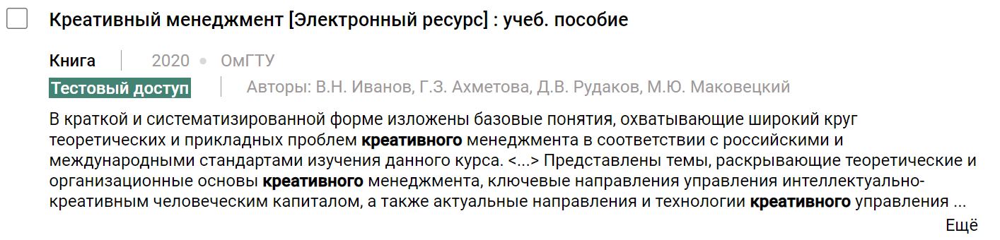 Креативный менеджмент [Электронный ресурс] : учеб. пособие
Книга 2020 ОмГТУ
Тестовый доступ Авторы: В.Н. Иванов, Г.З. Ахметова, Д.В. Рудаков, М.Ю. Маковецкий
В краткой и систематизированной форме изложены базовые понятия, охватывающие широкий круг
теоретических и прикладных проблем креативного менеджмента в соответствии с российскими и
международными стандартами изучения данного курса. <...> Представлены темы, раскрывающие теоретические и
организационные основы креативного менеджмента, ключевые направления управления интеллектуально-
креативным человеческим капиталом, а также актуальные направления и технологии креативного управления ...
Ещё